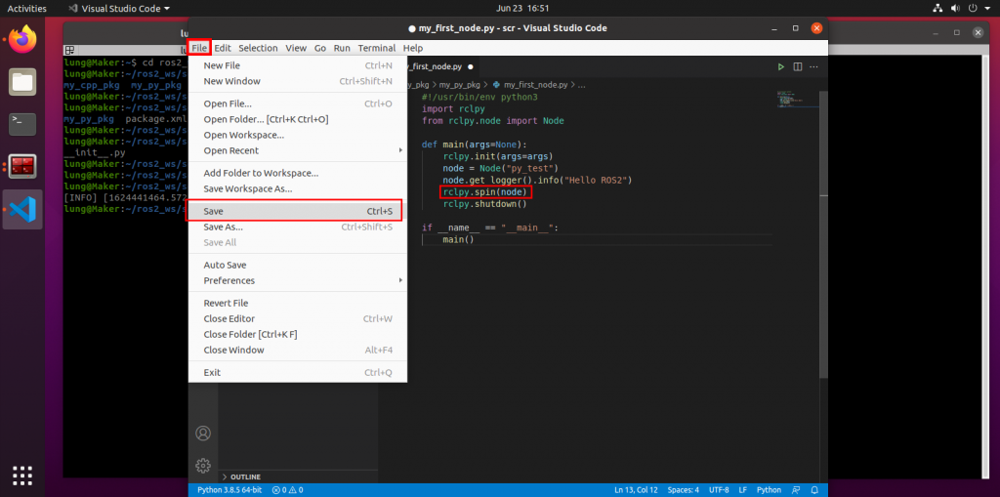 Activities
Visual Studio Code
Jun 23 16:51
my_first_node.py - scr - Visual Studio Code
File Edit Selection View Go Run Terminal Help
lung@Maker:~$ cd ros2_
lung@Maker:~/ros2_ws/s
my_cpp_pkg my_py_pkg
lung@Maker:~/ros2_ws/s
lung@Maker:~/ros2_ws/s
my_py_pkg package.xml
lung@Maker:~/ros2_ws/s
lung@Maker:~/ros2_ws/s
__init__.py
lung@Maker:~/ros2_ws/s
lung@Maker:~/ros2_ws/s
lung@Maker:~/ros2_ws/s
[INFO] [1624441464.572
lung@Maker:~/ros2_ws/s
New File Ctrl+N
New Window Ctrl+Shift+N
Open File... Ctrl+O
Open Folder... [Ctrl+K Ctrl+O]
Open Workspace...
Open Recent
Add Folder to Workspace...
Save Workspace As...
Save Ctrl+S
Save As... Ctrl+Shift+S
Save All
Auto Save
Preferences
Revert File
Close Editor Ctrl+W
Close Folder [Ctrl+K F]
Close Window Alt+F4
Exit Ctrl+Q
_first_node.py
_pkg > my_py_pkg > my_first_node.py > ...
#!/usr/bin/env python3
import rclpy
from rclpy.node import Node
def main(args=None):
rclpy.init(args=args)
node = Node("py_test")
node.get_logger().info("Hello ROS2")
rclpy.spin(node)
rclpy.shutdown()
if __name__ == "__main__":
main()
OUTLINE
Python 3.8.5 64-bit 0 0 Ln 13, Col 12 Spaces: 4 UTF-8 LF Python